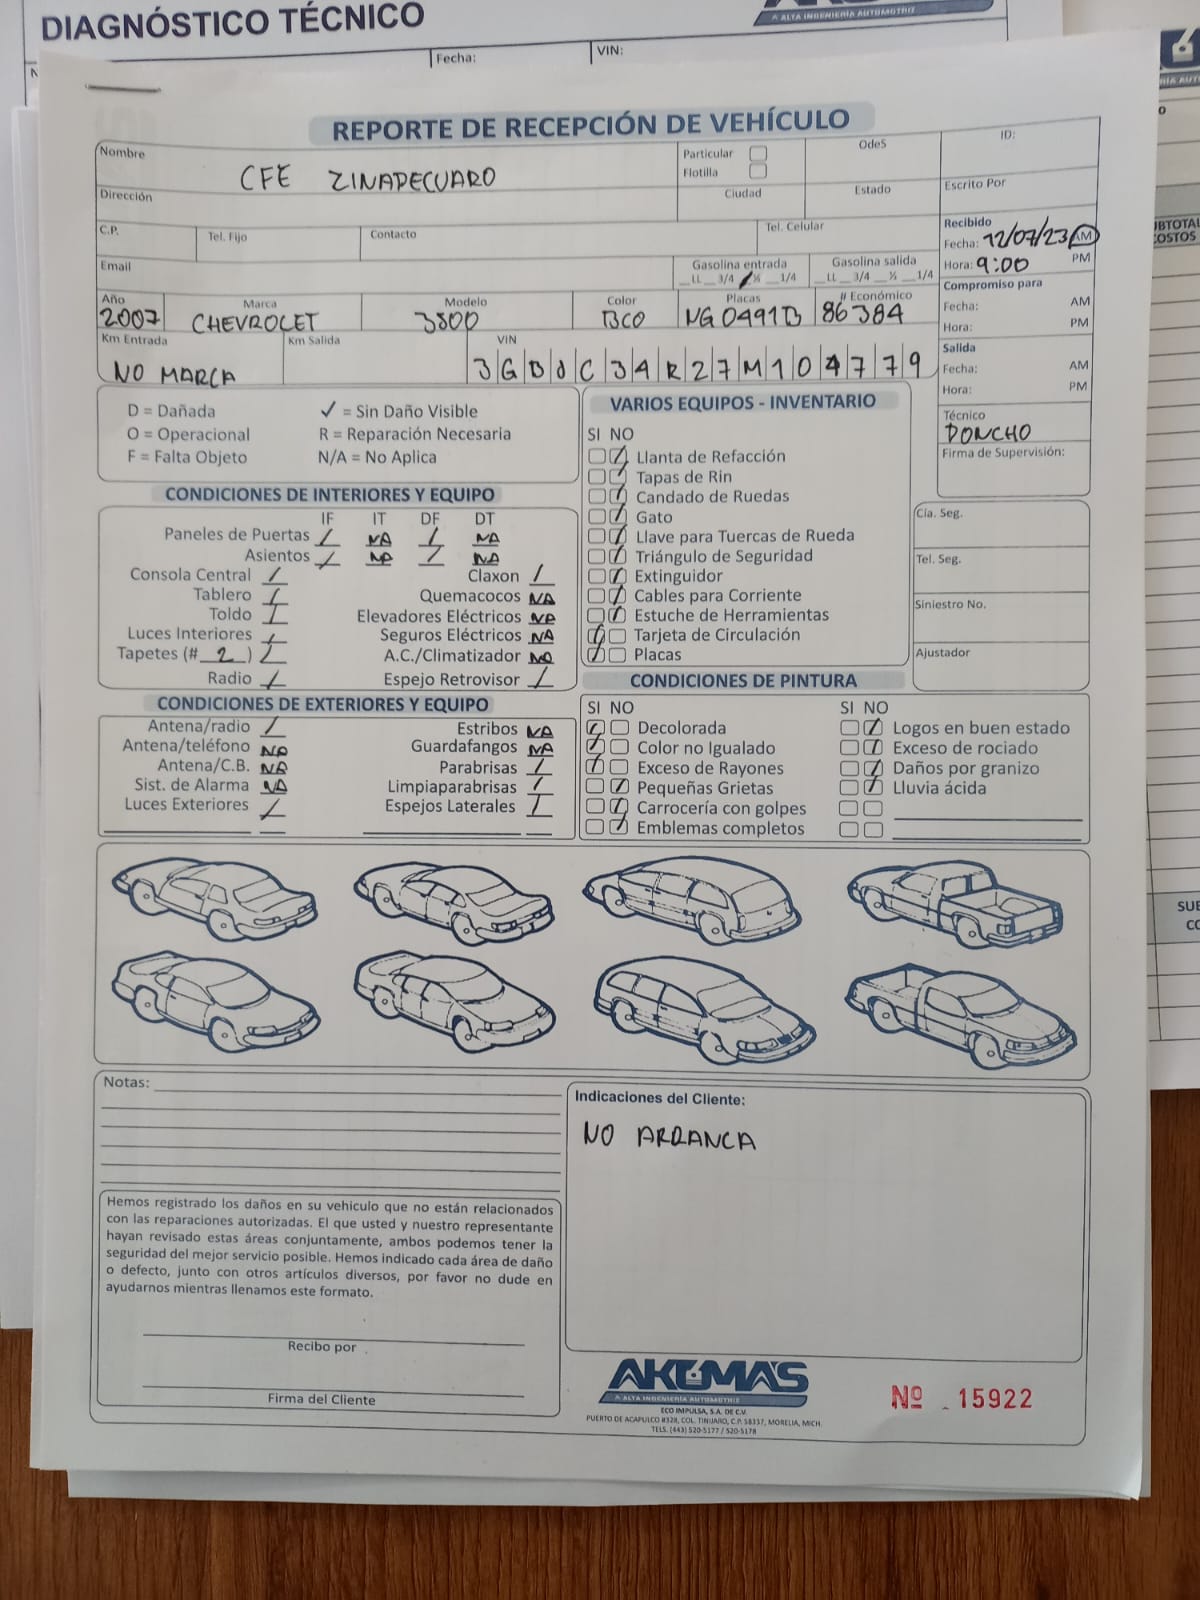 DIAGNÓSTICO TÉCNICO
A ALTA INGENIERÍA AUTOMOTRIZ
Fecha:
VIN:
REPORTE DE RECEPCIÓN DE VEHÍCULO
Nombre
CFE ZINAPECUARO
Particular
Flotilla
OdeS
ID:
Dirección
Ciudad
Estado
Escrito Por
C.P.
Tel. Fijo
Contacto
Tel. Celular
Recibido
Fecha: 12/07/23 AM
Hora: 9:00 PM
Email
Gasolina entrada
__LL __3/4 __½ __1/4
Gasolina salida
__LL __3/4 __½ __1/4
Compromiso para
Fecha: AM
Hora: PM
Año
2007
Marca
CHEVROLET
Modelo
3500
Color
BCO
Placas
NG0491B
# Económico
86384
Km Entrada
NO MARCA
Km Salida
VIN
3GBJC34R27M104779
Salida
Fecha: AM
Hora: PM
Técnico
PONCHO
Firma de Supervisión:
D = Dañada
✓ = Sin Daño Visible
O = Operacional
R = Reparación Necesaria
F = Falta Objeto
N/A = No Aplica
VARIOS EQUIPOS - INVENTARIO
SI NO
Llanta de Refacción
Tapas de Rin
Candado de Ruedas
Gato
Llave para Tuercas de Rueda
Triángulo de Seguridad
Extinguidor
Cables para Corriente
Estuche de Herramientas
Tarjeta de Circulación
Placas
Cía. Seg.
Tel. Seg.
Siniestro No.
Ajustador
CONDICIONES DE INTERIORES Y EQUIPO
IF IT DF DT
Paneles de Puertas / NA / NA
Asientos / NA / NA
Consola Central /
Claxon /
Tablero /
Quemacocos NA
Toldo /
Elevadores Eléctricos NA
Luces Interiores /
Seguros Eléctricos NA
Tapetes (# 2 ) /
A.C./Climatizador NO
Radio /
Espejo Retrovisor /
CONDICIONES DE EXTERIORES Y EQUIPO
Antena/radio /
Estribos NA
Antena/teléfono NA
Guardafangos NA
Antena/C.B. NA
Parabrisas /
Sist. de Alarma NA
Limpiaparabrisas /
Luces Exteriores /
Espejos Laterales /
CONDICIONES DE PINTURA
SI NO
Decolorada
Color no Igualado
Exceso de Rayones
Pequeñas Grietas
Carrocería con golpes
Emblemas completos
SI NO
Logos en buen estado
Exceso de rociado
Daños por granizo
Lluvia ácida
Notas:
Indicaciones del Cliente:
NO ARRANCA
Hemos registrado los daños en su vehiculo que no están relacionados
con las reparaciones autorizadas. El que usted y nuestro representante
hayan revisado estas áreas conjuntamente, ambos podemos tener la
seguridad del mejor servicio posible. Hemos indicado cada área de daño
o defecto, junto con otros artículos diversos, por favor no dude en
ayudarnos mientras llenamos este formato.
Recibo por
Firma del Cliente
AKUMA'S
A ALTA INGENIERÍA AUTOMOTRIZ
ECO IMPULSA, S.A. DE C.V.
PUERTO DE ACAPULCO #328, COL. TINIJARO, C.P. 58337, MORELIA, MICH.
TELS. (443) 520-5177 / 520-5178
Nº 15922